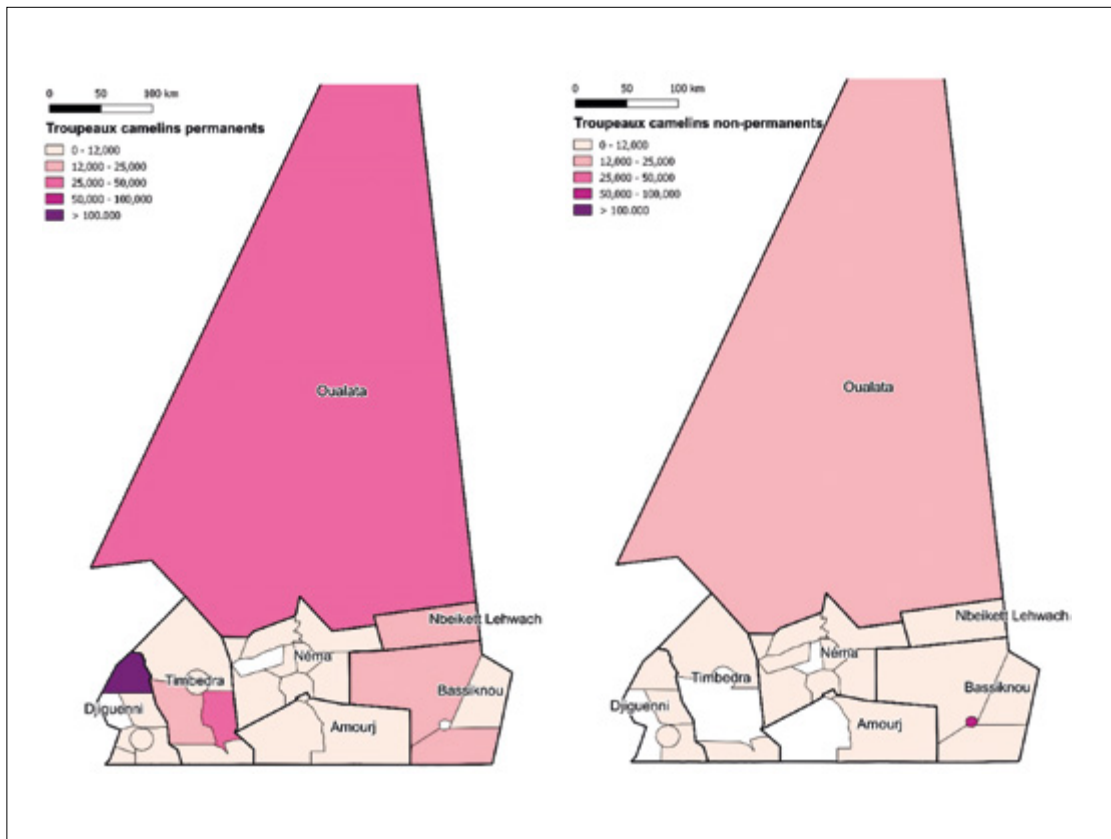 0 50 100 km
Troupeaux camelins permanents
0 - 12,000
12,000 - 25,000
25,000 - 50,000
50,000 - 100,000
> 100.000
Oualata
Nbeikett Lehwach
Néma
Timbedra
Bassiknou
Djiguenni
Amourj
0 50 100 km
Troupeaux camelins non-permanents
0 - 12,000
12,000 - 25,000
25,000 - 50,000
50,000 - 100,000
> 100.000
Oualata
Nbeikett Lehwach
Néma
Timbedra
Bassiknou
Djiguenni
Amourj